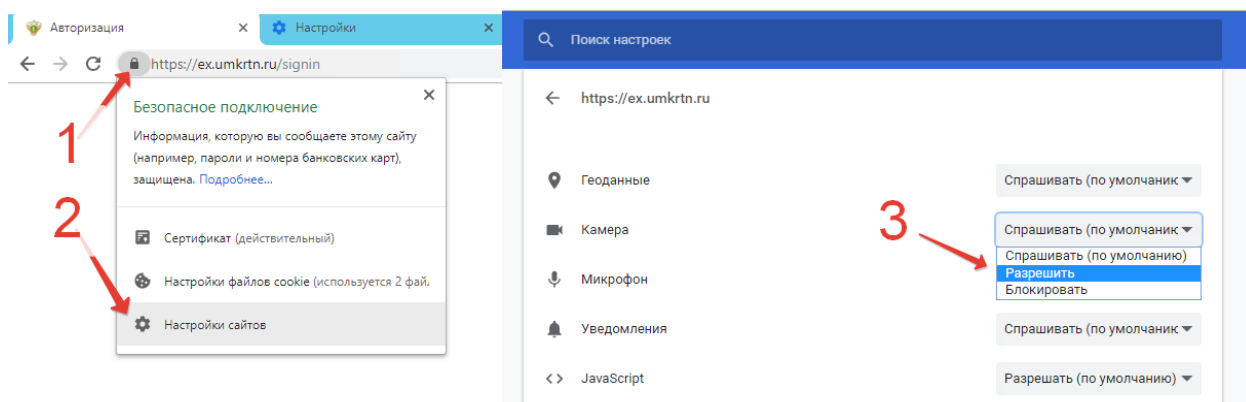 Авторизация
Настройки
https://ex.umkrtn.ru/signin
1
Безопасное подключение
Информация, которую вы сообщаете этому сайту
(например, пароли и номера банковских карт),
защищена. Подробнее...
2
Сертификат (действительный)
Настройки файлов cookie (используется 2 фай.
Настройки сайтов
Поиск настроек
https://ex.umkrtn.ru
Геоданные
Спрашивать (по умолчаник
Камера
3
Спрашивать (по умолчаник
Спрашивать (по умолчанию)
Разрешить
Блокировать
Микрофон
Уведомления
Спрашивать (по умолчаник
JavaScript
Разрешать (по умолчанию)